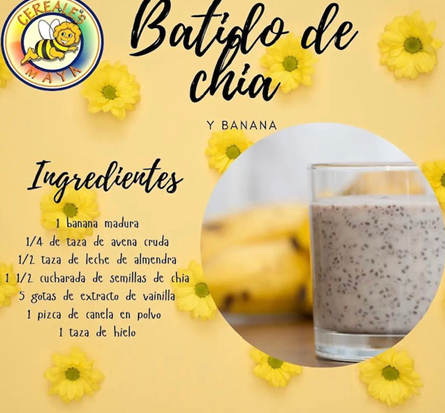 CEREALES
MAYA
Batido de
chia
Y BANANA
Ingredientes
1 banana madura
1/4 de taza de avena cruda
1/2 taza de leche de almendra
1 1/2 cucharada de semillas de chia
5 gotas de extracto de vainilla
1 pizca de canela en polvo
1 taza de hielo